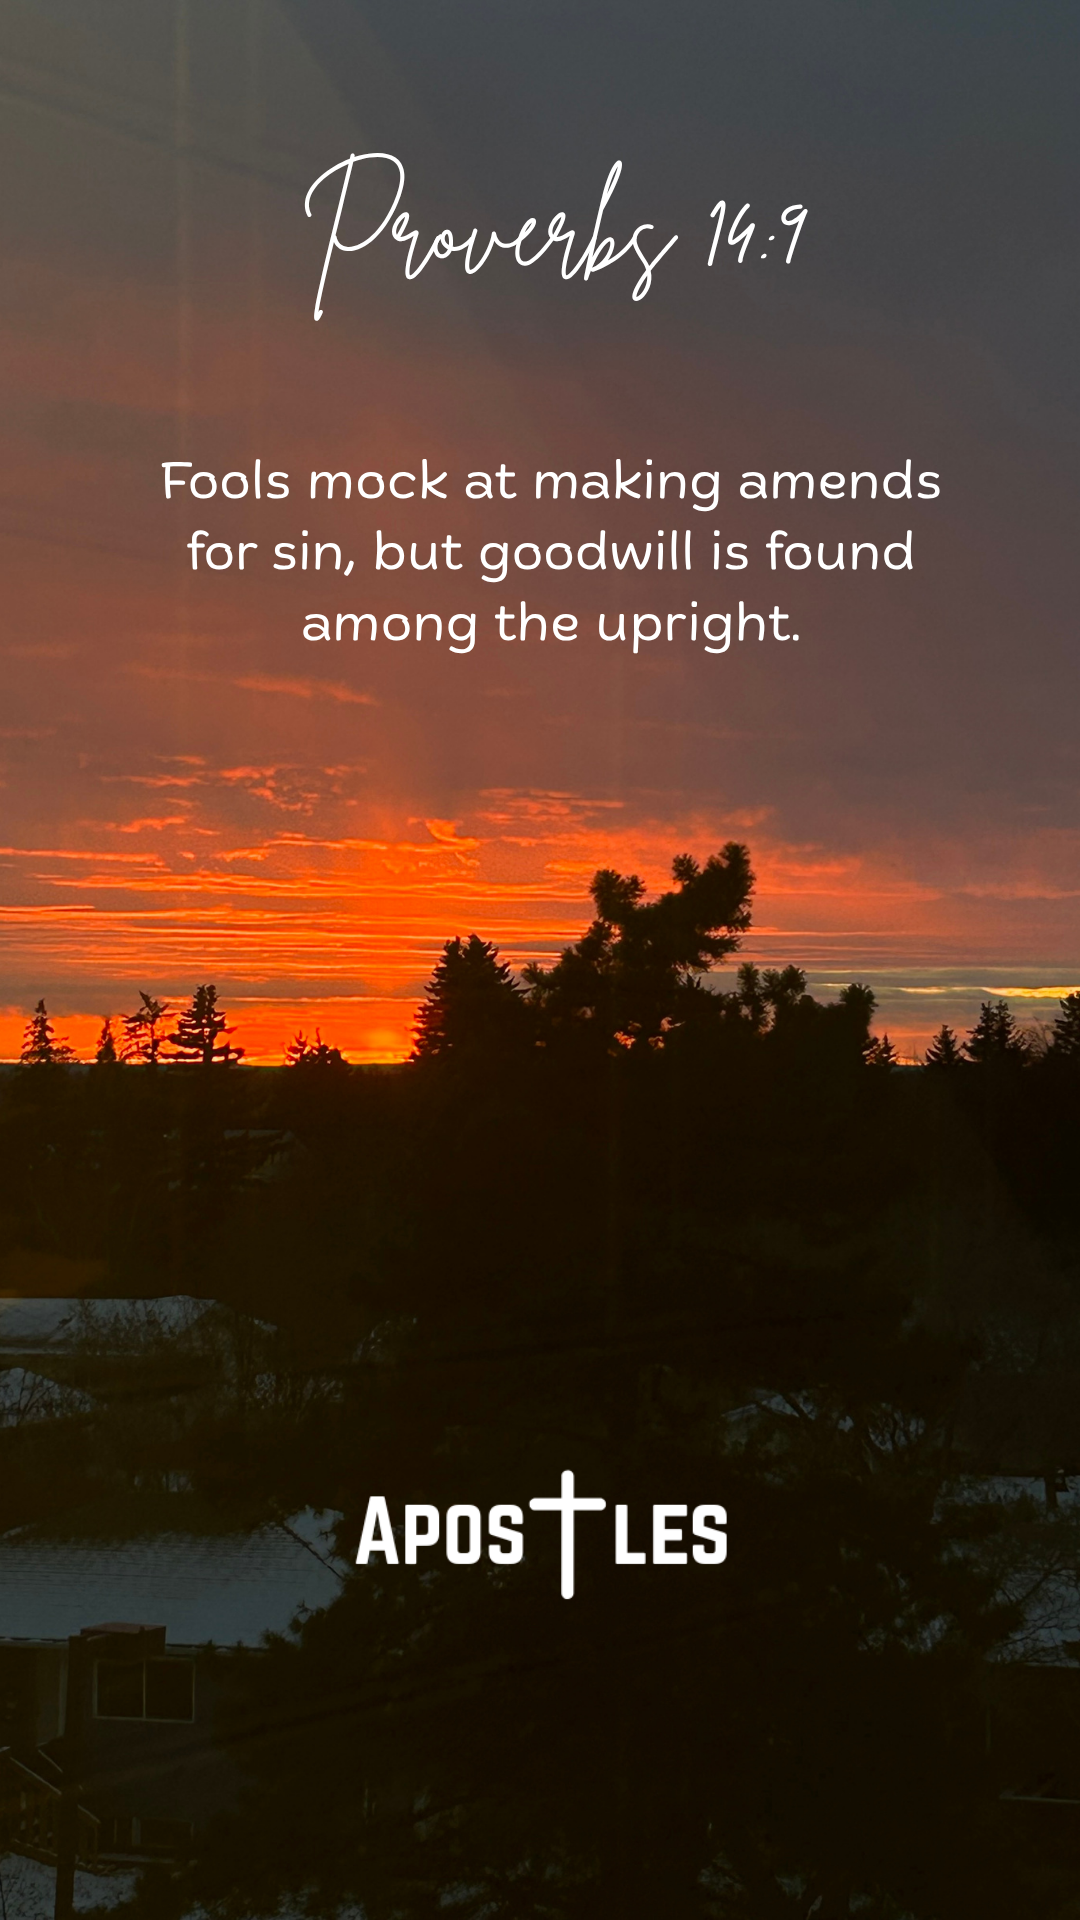 Proverbs 14:9
Fools mock at making amends
for sin, but goodwill is found
among the upright.
APOSTLES